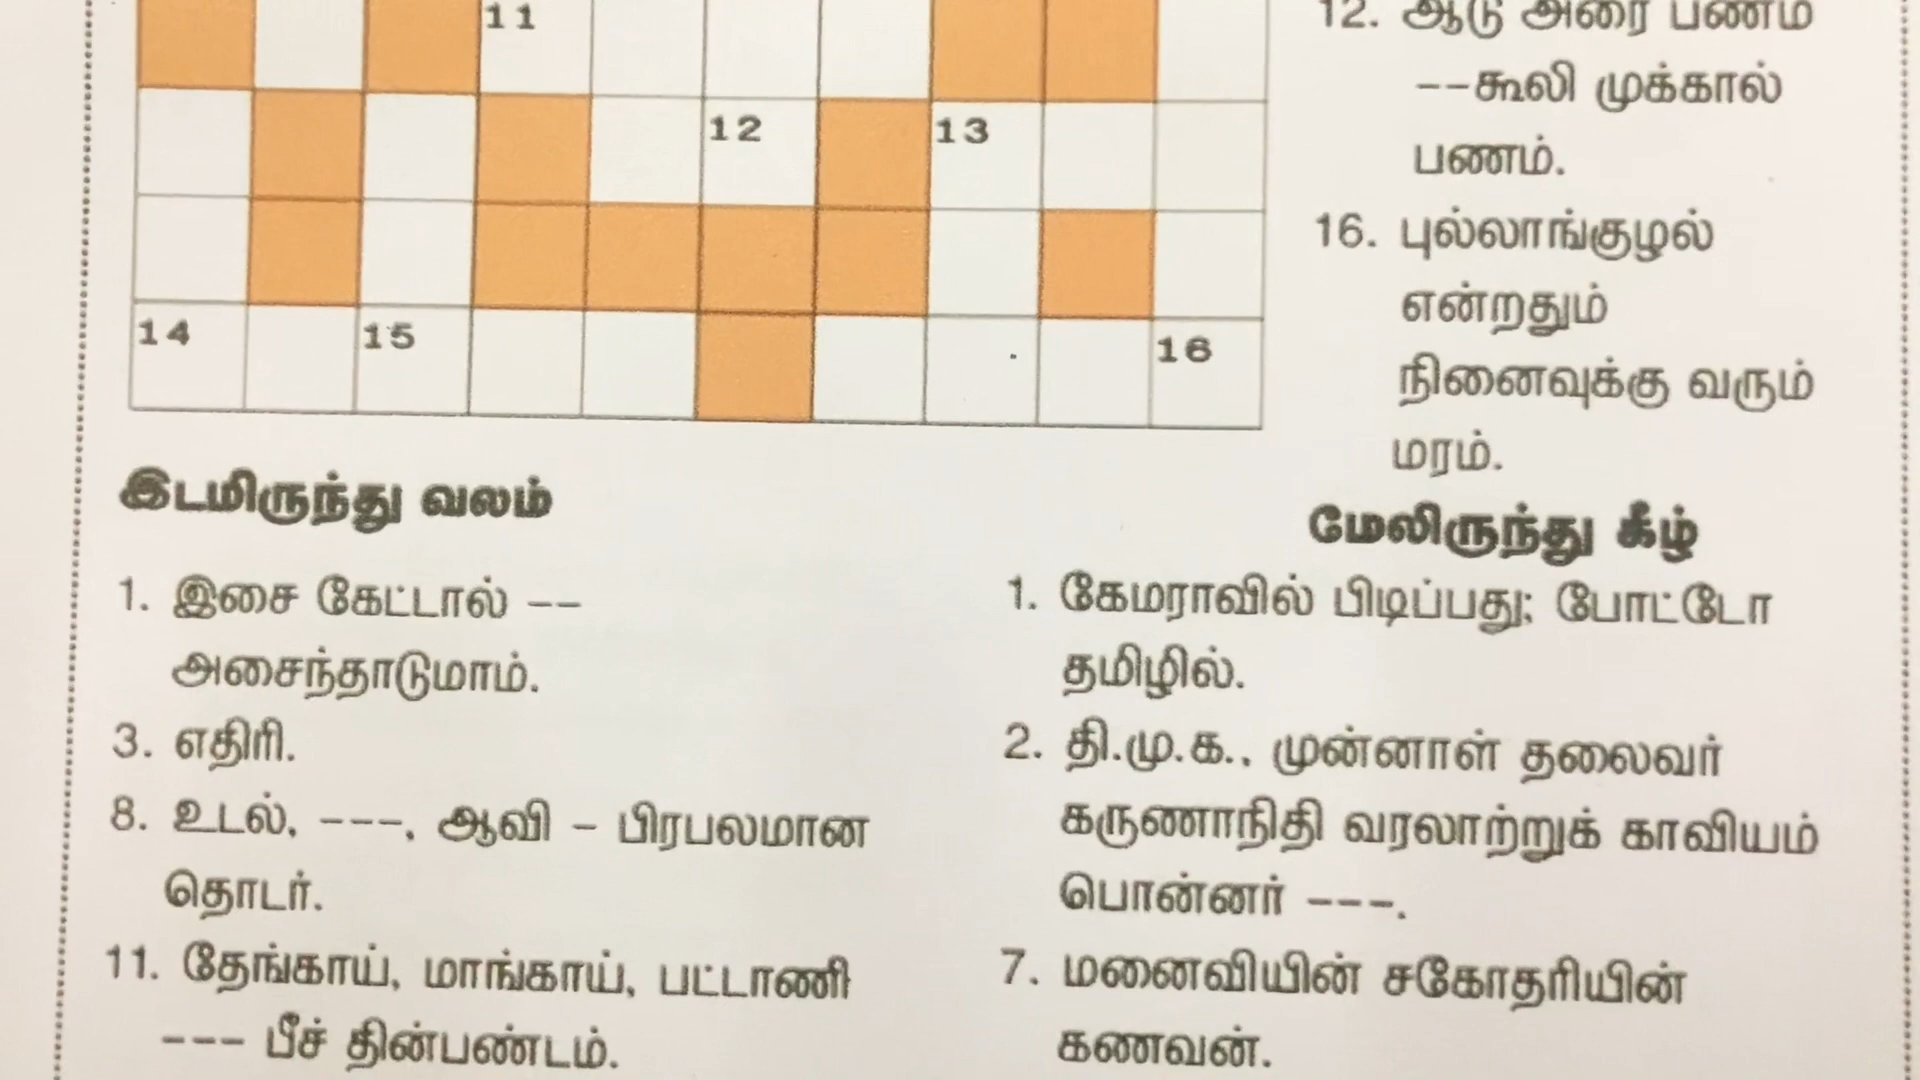 11
12 13
14 15 16
12. ஆடு அரை பணம்
--கூலி முக்கால்
பணம்.
16. புல்லாங்குழல்
என்றதும்
நினைவுக்கு வரும்
மரம்.
இடமிருந்து வலம்
1. இசை கேட்டால் --
அசைந்தாடுமாம்.
3. எதிரி.
8. உடல், ---, ஆவி - பிரபலமான
தொடர்.
11. தேங்காய், மாங்காய், பட்டாணி
--- பீச் தின்பண்டம்.
மேலிருந்து கீழ்
1. கேமராவில் பிடிப்பது; போட்டோ
தமிழில்.
2. தி.மு.க., முன்னாள் தலைவர்
கருணாநிதி வரலாற்றுக் காவியம்
பொன்னர் ---.
7. மனைவியின் சகோதரியின்
கணவன்.